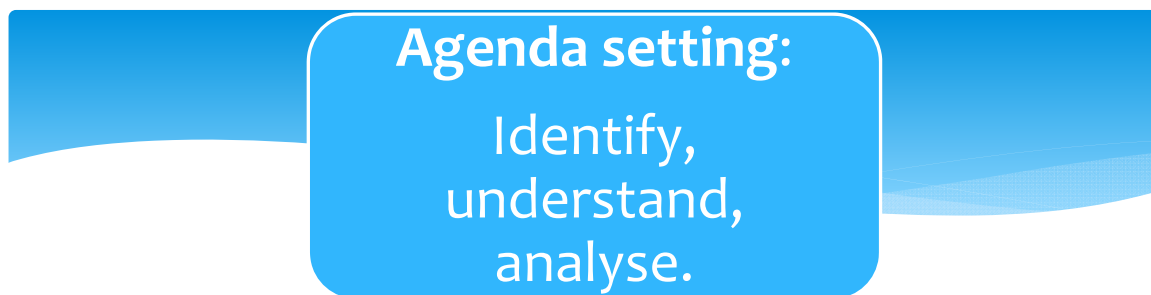 Agenda setting:
Identify,
understand,
analyse.